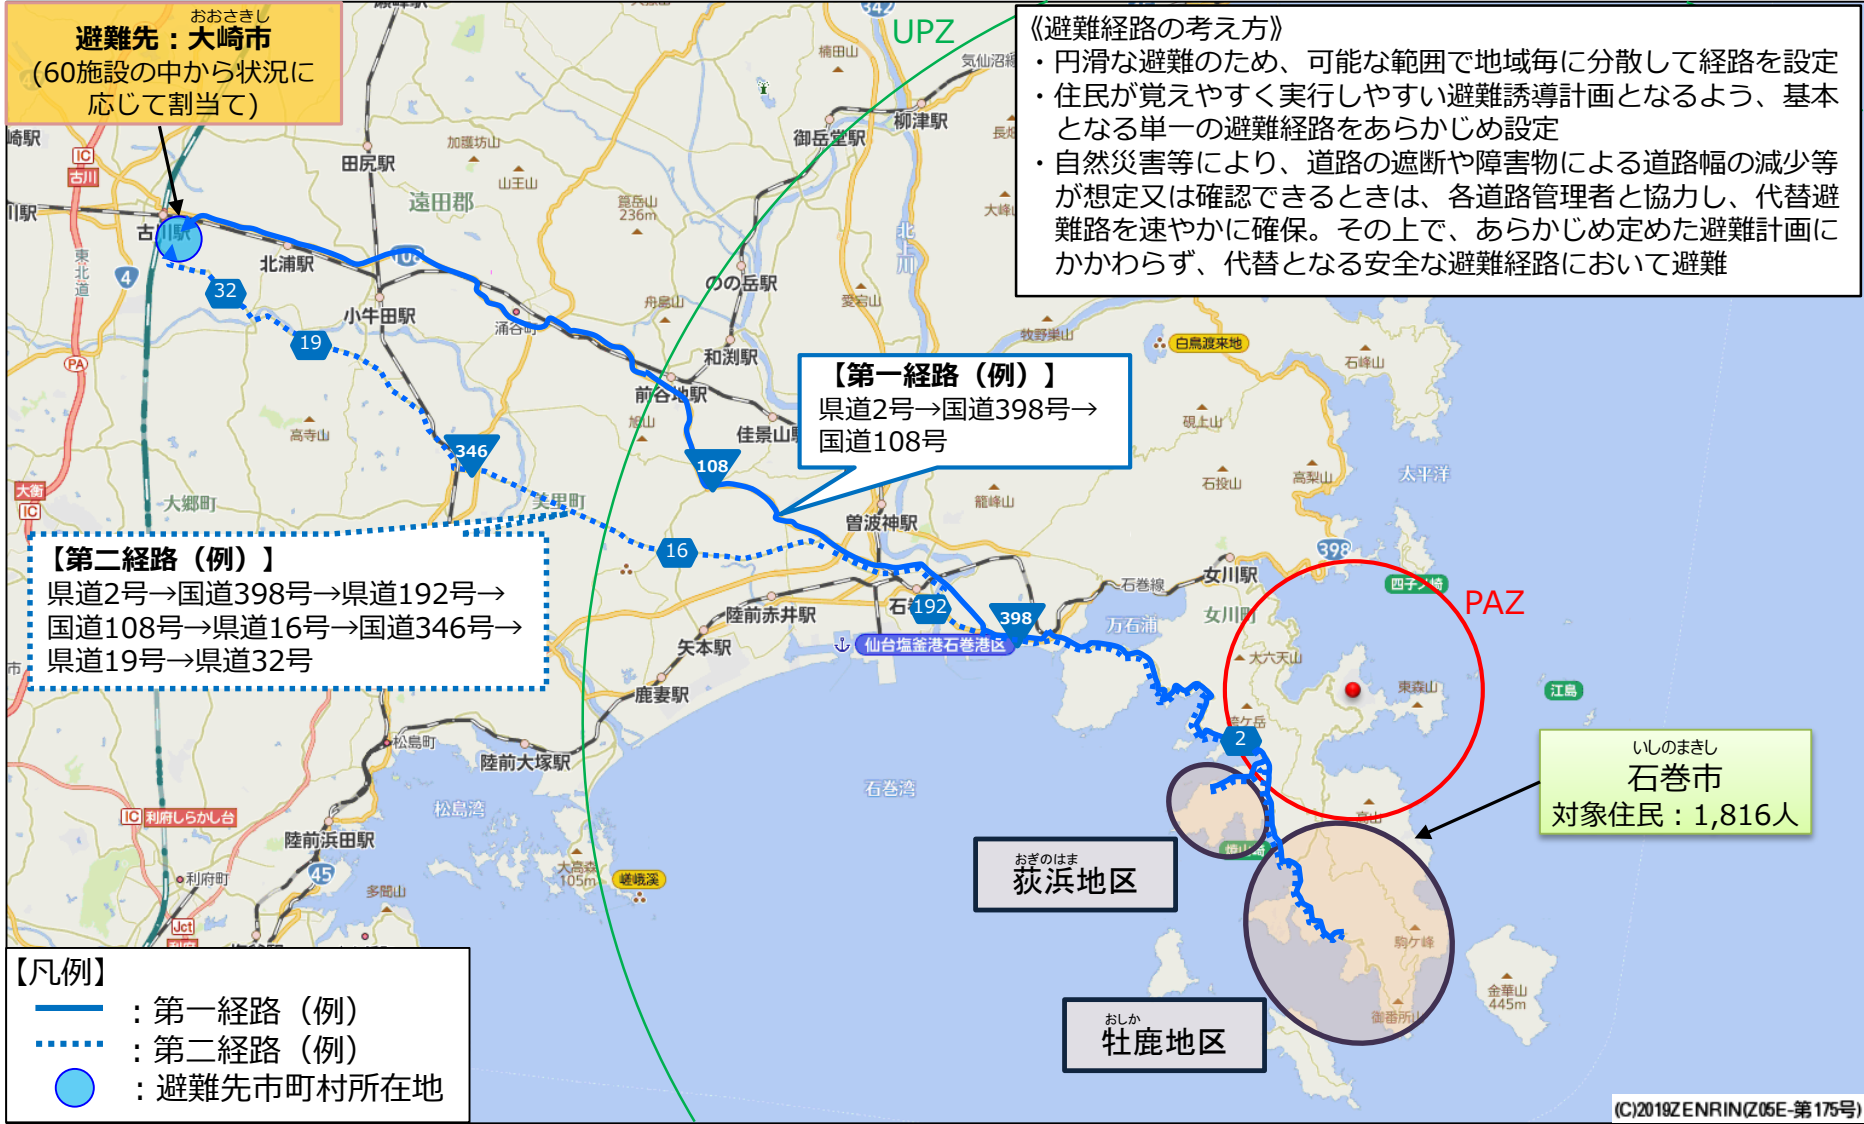 おおさきし
避難先：大崎市
(60施設の中から状況に
応じて割当て)
《避難経路の考え方》
・円滑な避難のため、可能な範囲で地域毎に分散して経路を設定
・住民が覚えやすく実行しやすい避難誘導計画となるよう、基本
となる単一の避難経路をあらかじめ設定
・自然災害等により、道路の遮断や障害物による道路幅の減少等
が想定又は確認できるときは、各道路管理者と協力し、代替避
難路を速やかに確保。その上で、あらかじめ定めた避難計画に
かかわらず、代替となる安全な避難経路において避難
UPZ
342
楠田山
気仙沼線
柳津駅
御岳堂駅
加護坊山
田尻駅
山王山
遠田郡
箟岳山
236m
北上川
IC
古川
古川駅
東北道
4
北浦駅
108
のの岳駅
舟島山
愛宕山
32
小牛田駅
涌谷町
19
和渕駅
牧野巣山
白鳥渡来地
石峰山
PA
前谷地駅
旭山
佳景山駅
【第一経路（例）】
県道2号→国道398号→
国道108号
硯上山
高寺山
346
108
石投山
高梨山
太平洋
大衡
IC
大郷町
美里町
籠峰山
曽波神駅
16
【第二経路（例）】
県道2号→国道398号→県道192号→
国道108号→県道16号→国道346号→
県道19号→県道32号
398
女川駅
石巻線
四子ノ崎
PAZ
陸前赤井駅
192
398
万石浦
女川町
矢本駅
仙台塩釜港石巻港区
大六天山
鹿妻駅
東森山
江島
松島町
2
陸前大塚駅
いしのまきし
石巻市
対象住民：1,816人
石巻湾
松島湾
IC
利府しらかし台
陸前浜田駅
大高森
105m
嵯峨渓
45
利府町
多聞山
Jct
おぎのはま
荻浜地区
駒ケ峰
金華山
445m
御番所山
おしか
牡鹿地区
【凡例】
：第一経路（例）
：第二経路（例）
：避難先市町村所在地
(C)2019ZENRIN(Z05E-第175号)